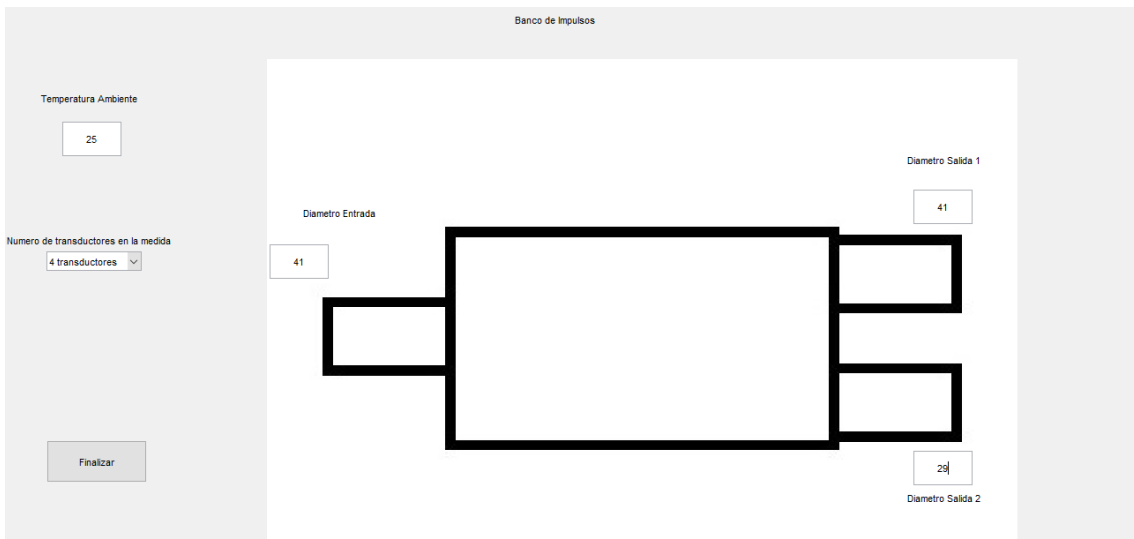 Banco de Impulsos
Temperatura Ambiente
25
Numero de transductores en la medida
4 transductores
Finalizar
Diametro Entrada
41
Diametro Salida 1
41
29
Diametro Salida 2